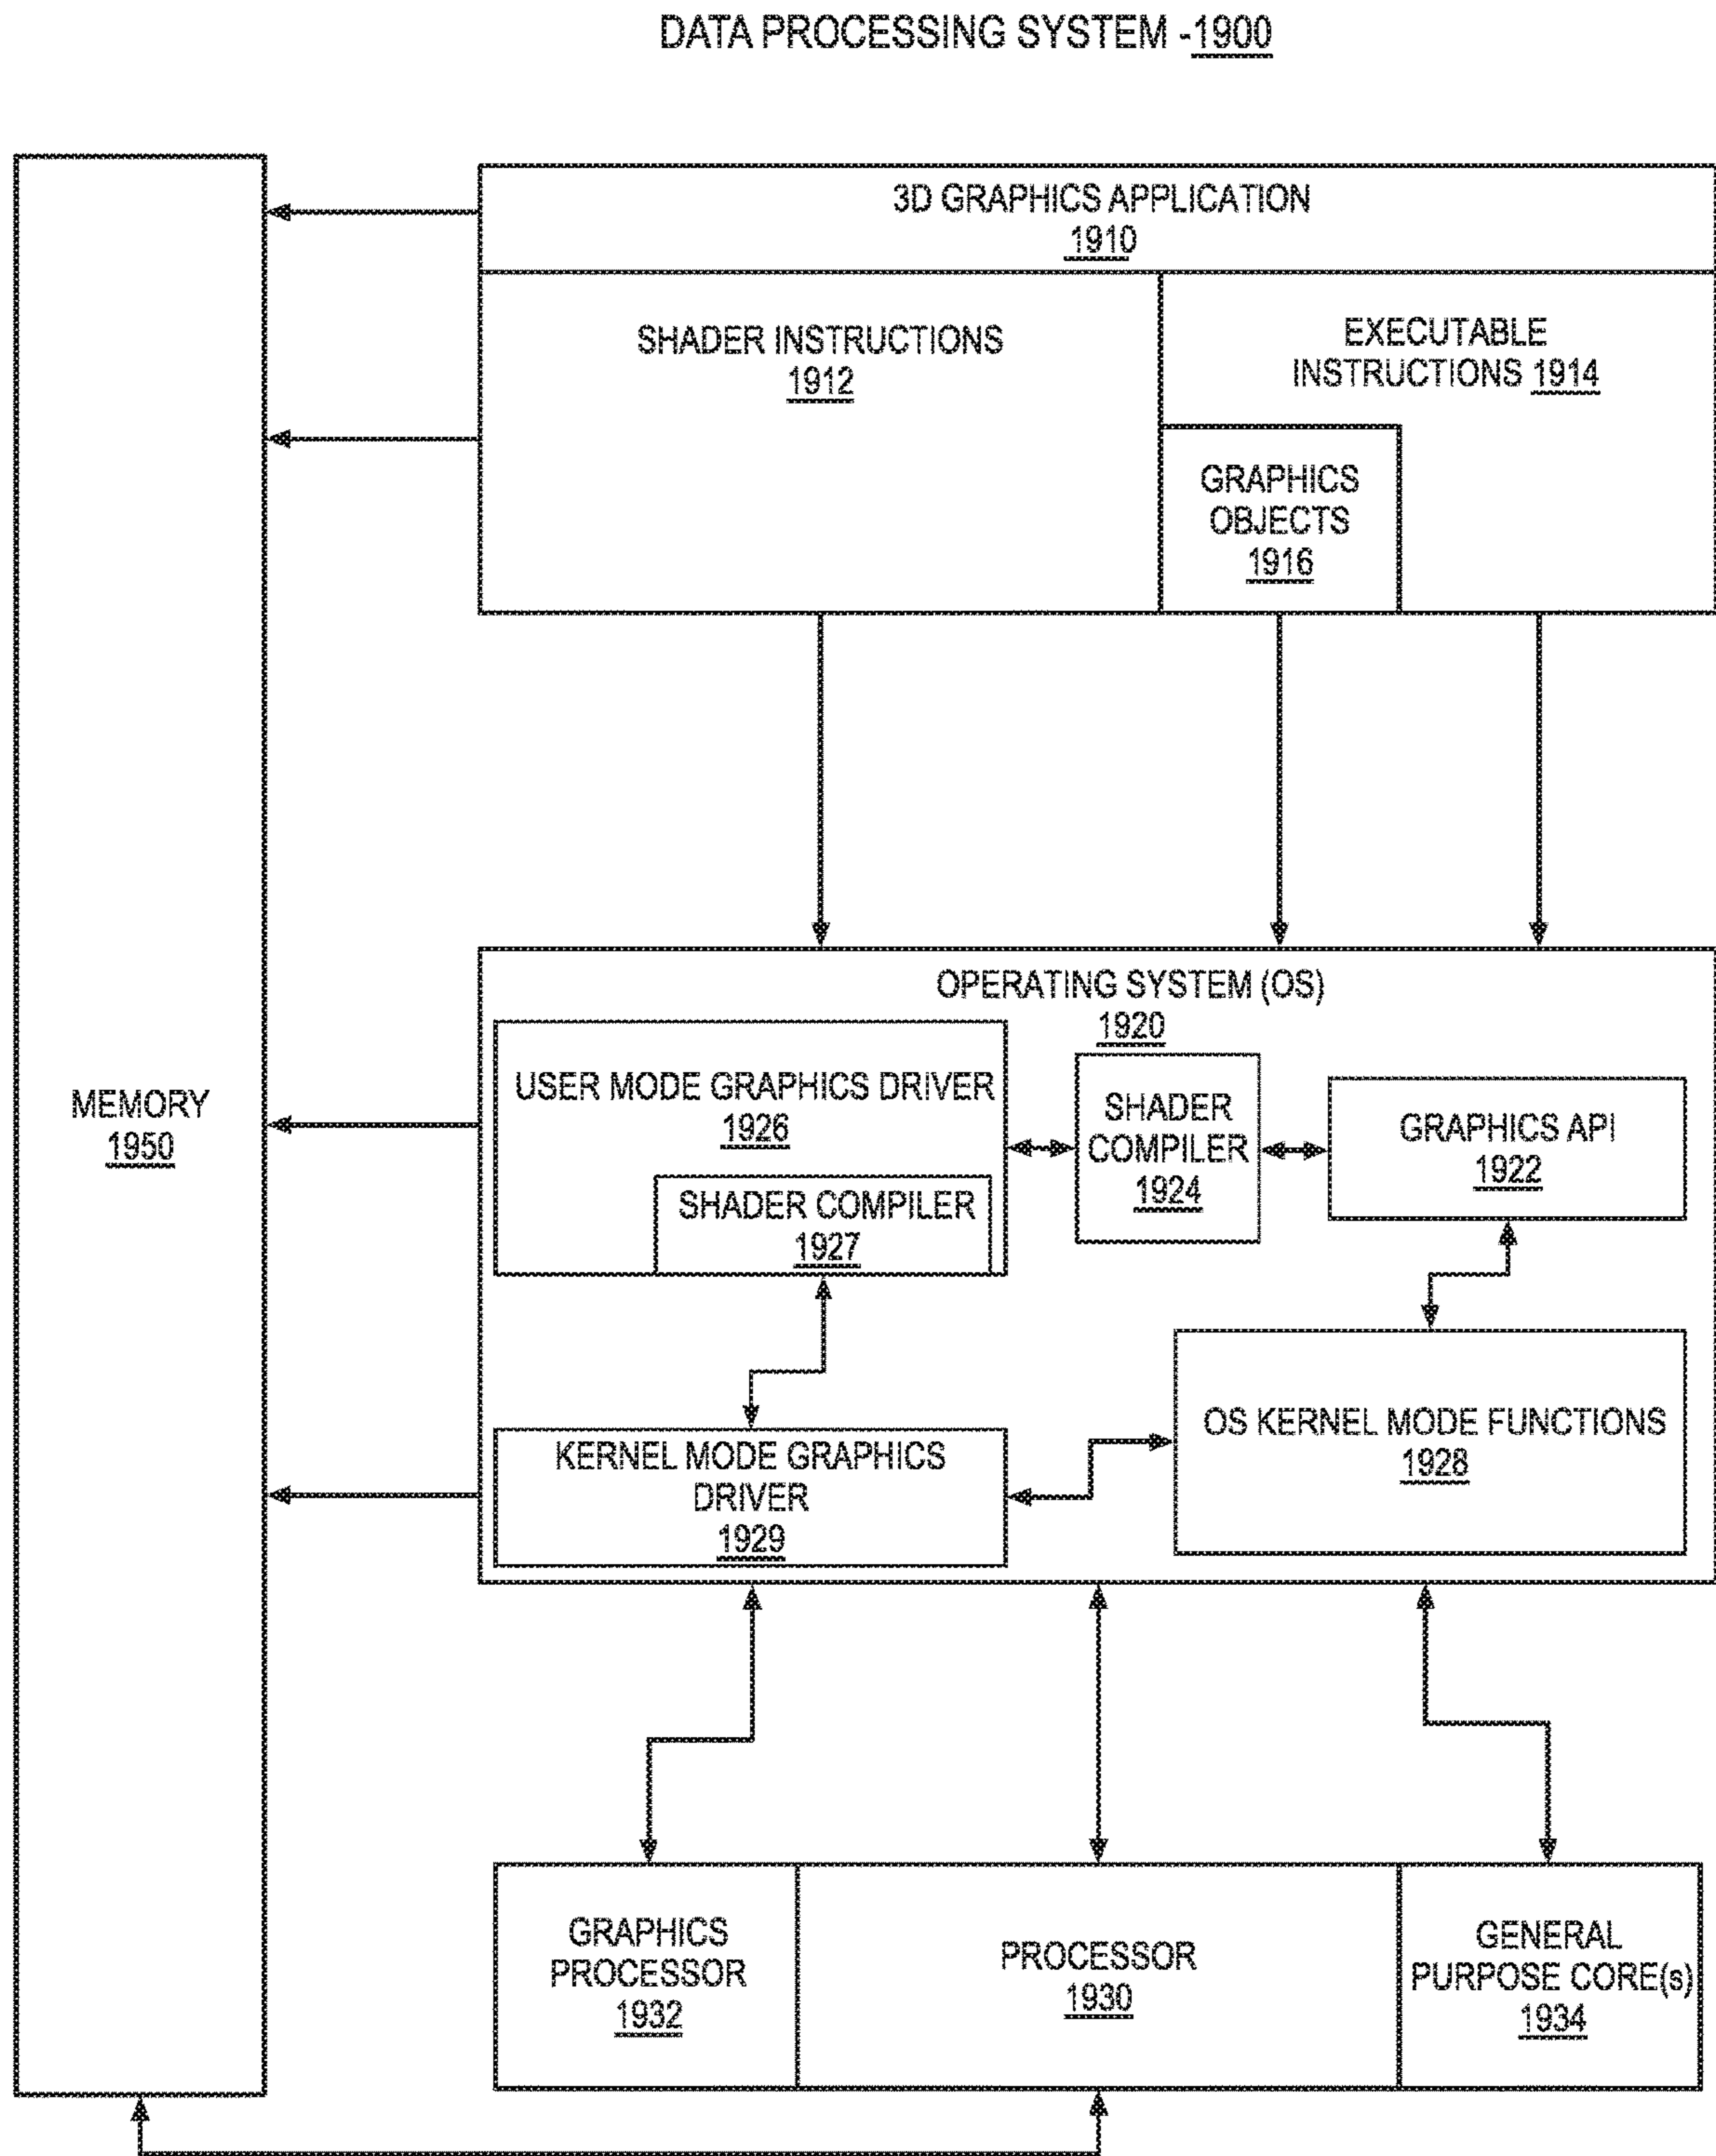 DATA PROCESSING SYSTEM -1900
3D GRAPHICS APPLICATION
1910
SHADER INSTRUCTIONS
1912
EXECUTABLE
INSTRUCTIONS 1914
GRAPHICS
OBJECTS
1916
MEMORY
1950
OPERATING SYSTEM (OS)
1920
USER MODE GRAPHICS DRIVER
1926
SHADER COMPILER
1927
SHADER
COMPILER
1924
GRAPHICS API
1922
KERNEL MODE GRAPHICS
DRIVER
1929
OS KERNEL MODE FUNCTIONS
1928
GRAPHICS
PROCESSOR
1932
PROCESSOR
1930
GENERAL
PURPOSE CORE(s)
1934